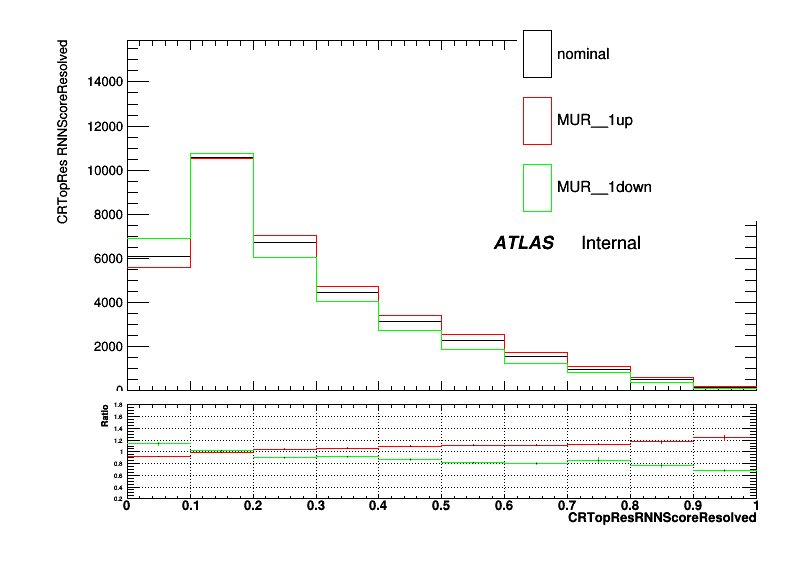 CRTopRes RNNScoreResolved
14000
12000
10000
8000
6000
4000
2000
0
nominal
MUR__1up
MUR__1down
ATLAS Internal
Ratio
1.8
1.6
1.4
1.2
1
0.8
0.6
0.4
0.2
0 0.1 0.2 0.3 0.4 0.5 0.6 0.7 0.8 0.9 1
CRTopResRNNScoreResolved